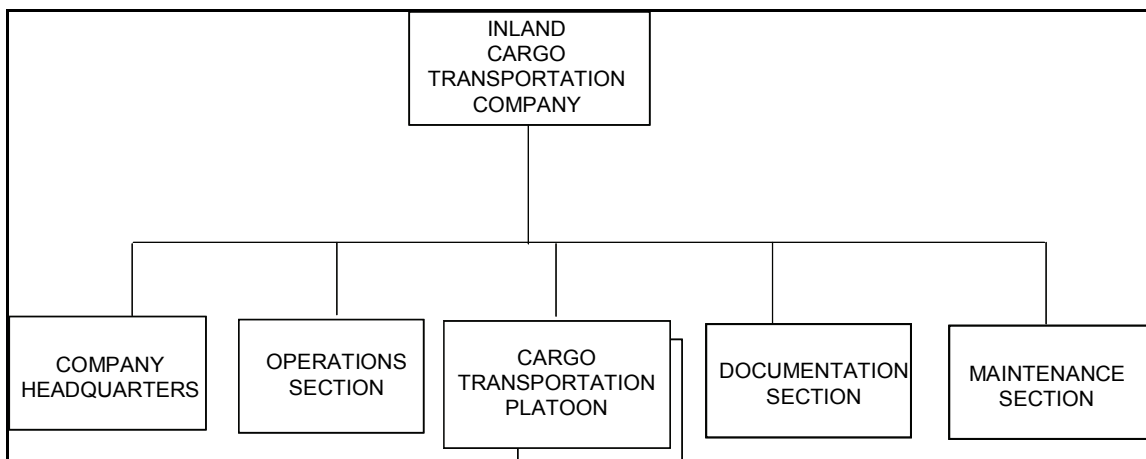 INLAND
CARGO
TRANSPORTATION
COMPANY
COMPANY
HEADQUARTERS
OPERATIONS
SECTION
CARGO
TRANSPORTATION
PLATOON
DOCUMENTATION
SECTION
MAINTENANCE
SECTION